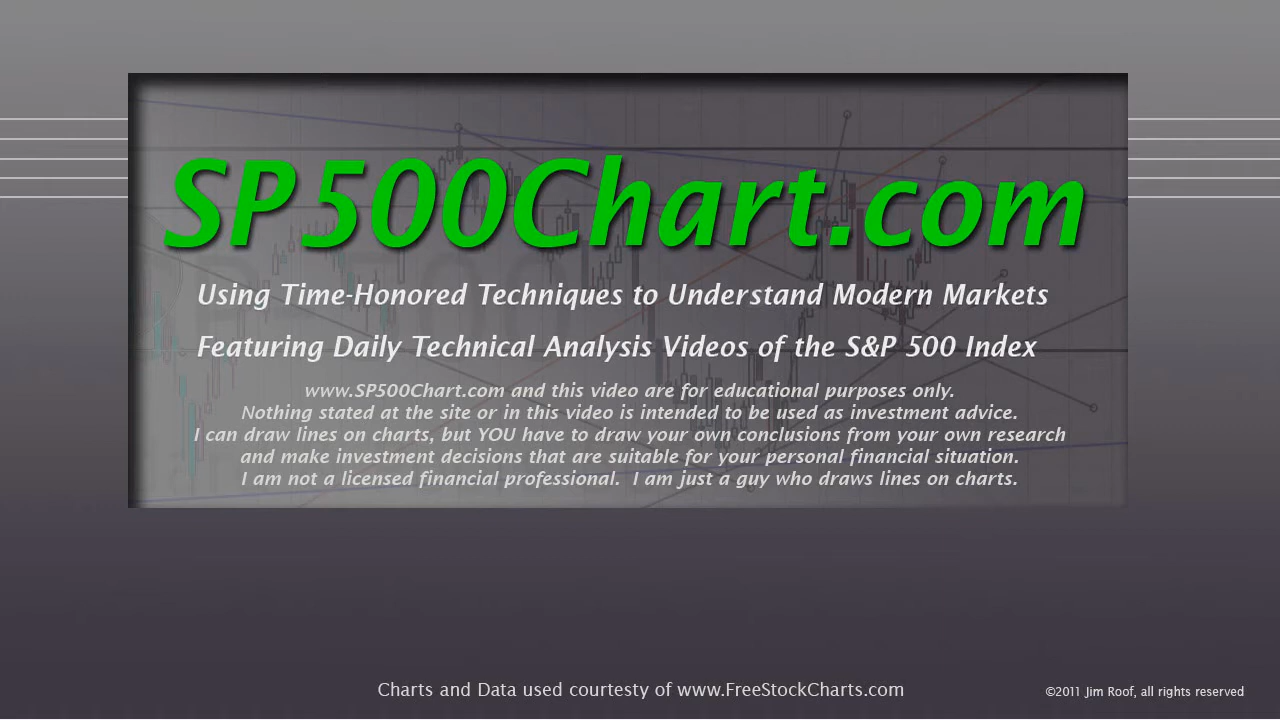 SP500Chart.com
Using Time-Honored Techniques to Understand Modern Markets
Featuring Daily Technical Analysis Videos of the S&P 500 Index
www.SP500Chart.com and this video are for educational purposes only.
Nothing stated at the site or in this video is intended to be used as investment advice.
I can draw lines on charts, but YOU have to draw your own conclusions from your own research
and make investment decisions that are suitable for your personal financial situation.
I am not a licensed financial professional.  I am just a guy who draws lines on charts.
Charts and Data used courtesty of www.FreeStockCharts.com
©2011 Jim Roof, all rights reserved